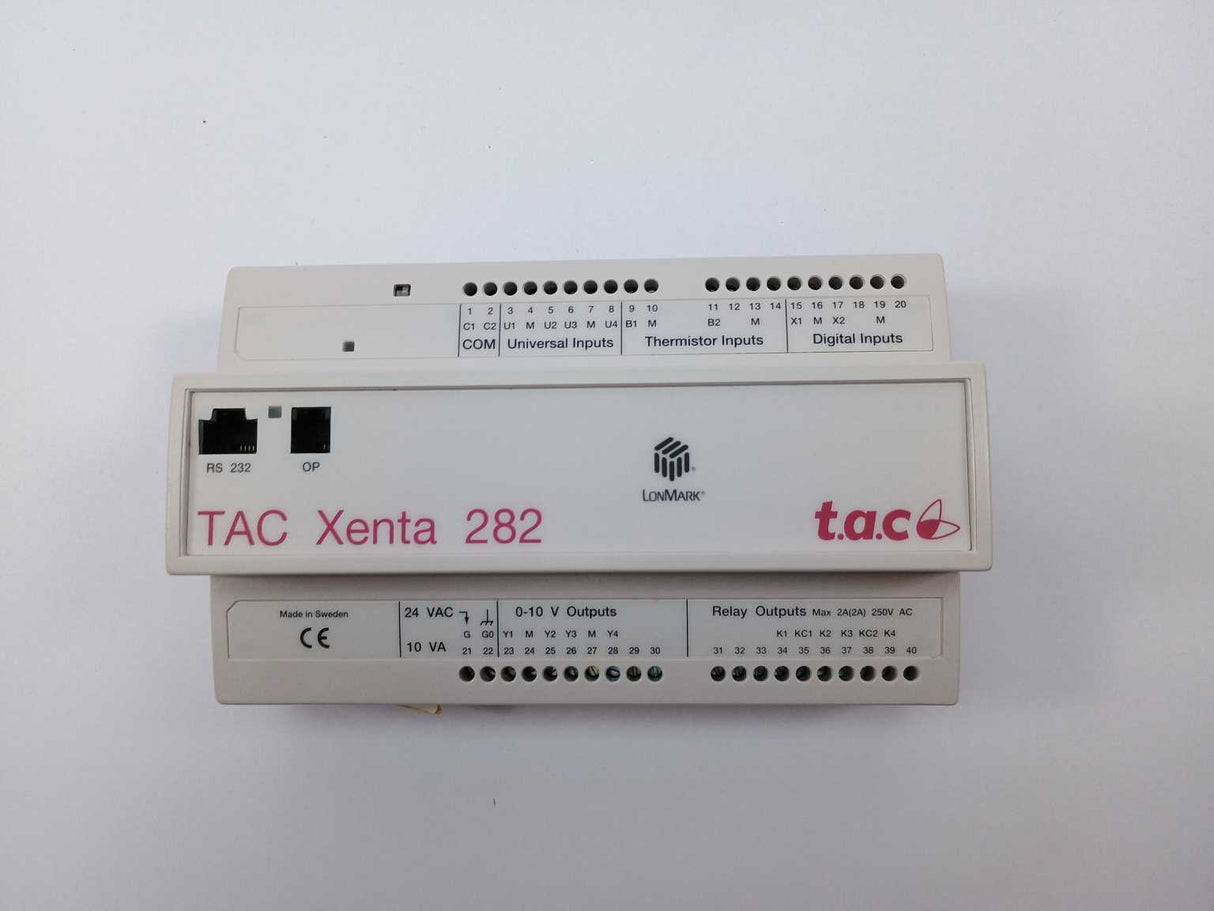 1 2 3 4 5 6 7 8 9 10 11 12 13 14 15 16 17 18 19 20
C1 C2 U1 M U2 U3 M U4 B1 M B2 M X1 M X2 M
COM Universal Inputs Thermistor Inputs Digital Inputs
RS 232 OP
LONMARK®
TAC Xenta 282
t.a.c
Made in Sweden
CE
24 VAC 0-10 V Outputs Relay Outputs Max 2A(2A) 250V AC
G G0 Y1 M Y2 Y3 M Y4 K1 KC1 K2 K3 KC2 K4
10 VA 21 22 23 24 25 26 27 28 29 30 31 32 33 34 35 36 37 38 39 40